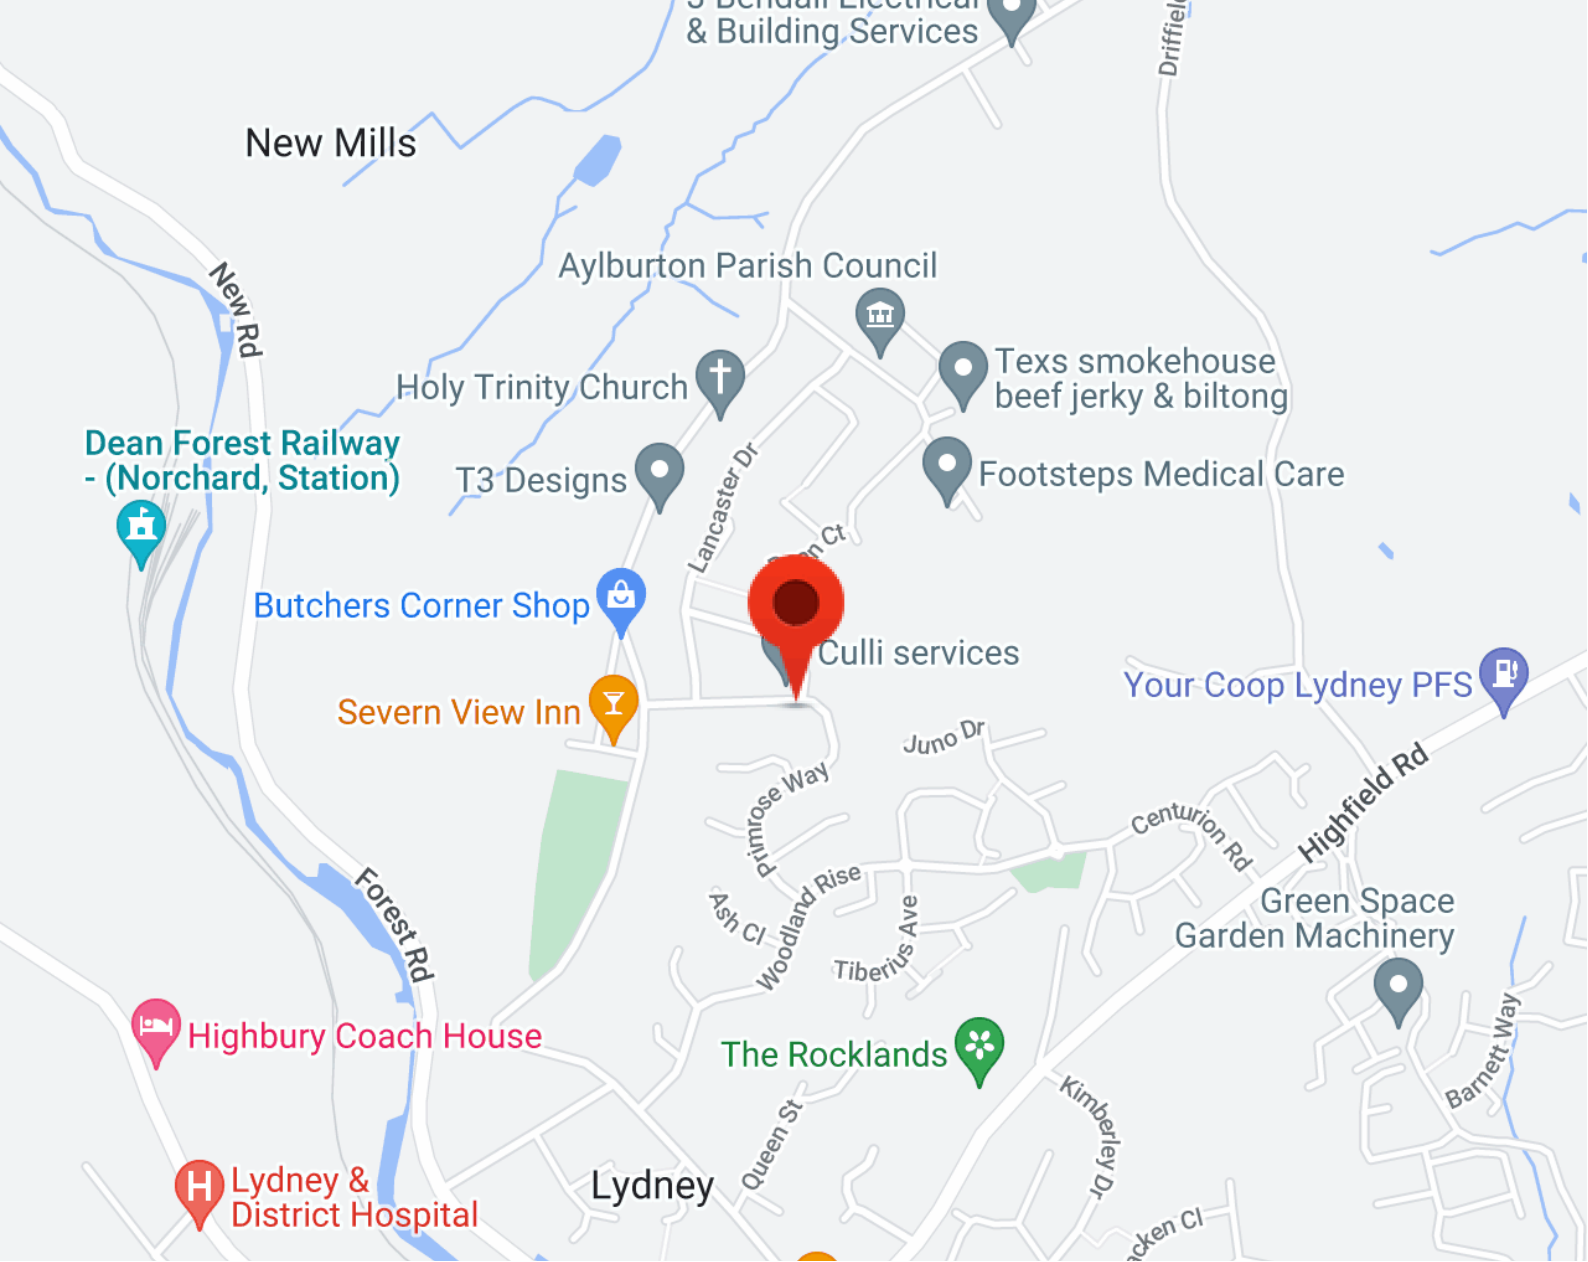 & Building Services
Driffield
New Mills
Aylburton Parish Council
New Rd
Holy Trinity Church
Texs smokehouse
beef jerky & biltong
Dean Forest Railway
- (Norchard, Station)
T3 Designs
Lancaster Dr
Footsteps Medical Care
Ct
Butchers Corner Shop
Culli services
Severn View Inn
Your Coop Lydney PFS
Juno Dr
Primrose Way
Highfield Rd
Centurion Rd
Forest Rd
Woodland Rise
Ash Cl
Tiberius Ave
Green Space
Garden Machinery
Highbury Coach House
The Rocklands
Barnett Way
Kimberley Dr
Queen St
Lydney &
District Hospital
Lydney
acken Cl
H